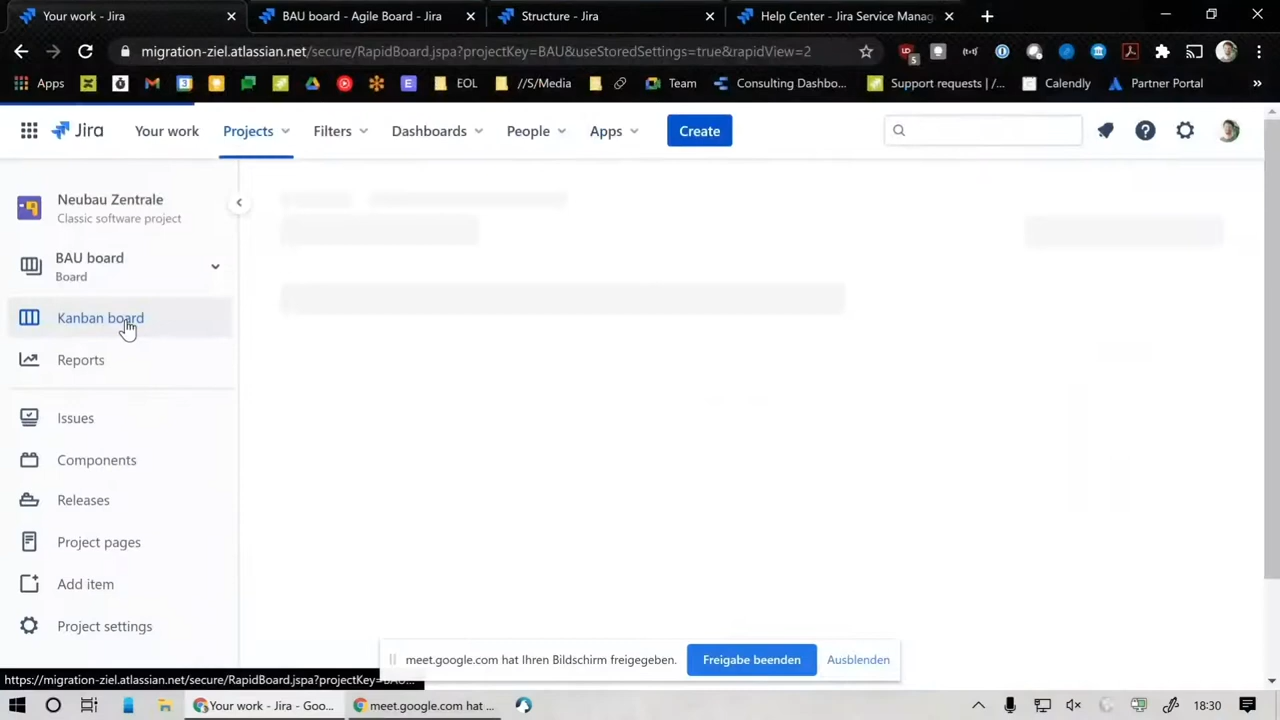 Your work - Jira
BAU board - Agile Board - Jira
Structure - Jira
Help Center - Jira Service Manag
migration-ziel.atlassian.net/secure/RapidBoard.jspa?projectKey=BAU&useStoredSettings=true&rapidView=2
5
Apps
EOL
//S/Media
Team
Consulting Dashbo...
Support requests | /...
Calendly
Partner Portal
»
Jira
Your work
Projects
Filters
Dashboards
People
Apps
Create
Neubau Zentrale
Classic software project
BAU board
Board
Kanban board
Reports
Issues
Components
Releases
Project pages
Add item
Project settings
meet.google.com hat Ihren Bildschirm freigegeben.
Freigabe beenden
Ausblenden
https://migration-ziel.atlassian.net/secure/RapidBoard.jspa?projectKey=BAU...
Your work - Jira - Goo...
meet.google.com hat ...
18:30